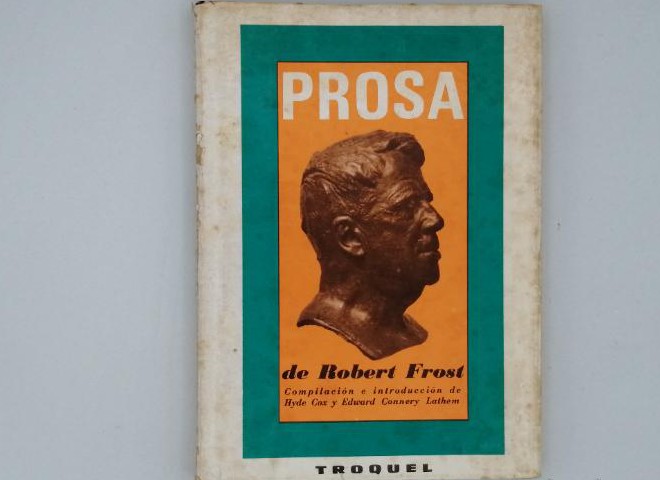 PROSA
de Robert Frost
Compilación e introducción de
Hyde Cox y Edward Connery Lathem
TROQUEL